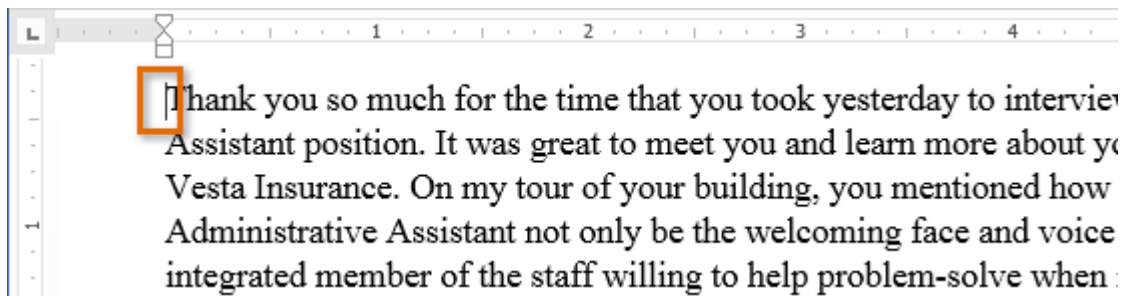 L 1 2 3 4
Thank you so much for the time that you took yesterday to
Assistant position. It was great to meet you and learn more about
Vesta Insurance. On my tour of your building, you mentioned how
Administrative Assistant not only be the welcoming face and voice
1
integrated member of the staff willing to help problem-solve when